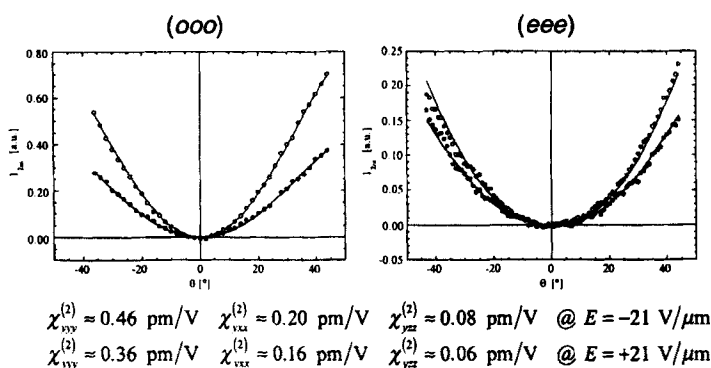 (ooo) (eee)
0.80
0.60
0.40
0.20
0.00
I₂ω [a.u.]
-40 -20 0 20 40
θ [°]
0.25
0.20
0.15
0.10
0.05
0.00
-0.05
I₂ω [a.u.]
-40 -20 0 20 40
θ [°]
χ⁽²⁾yyy ≈ 0.46 pm/V χ⁽²⁾yxx ≈ 0.20 pm/V χ⁽²⁾yzz ≈ 0.08 pm/V @ E = −21 V/μm
χ⁽²⁾yyy ≈ 0.36 pm/V χ⁽²⁾yxx ≈ 0.16 pm/V χ⁽²⁾yzz ≈ 0.06 pm/V @ E = +21 V/μm